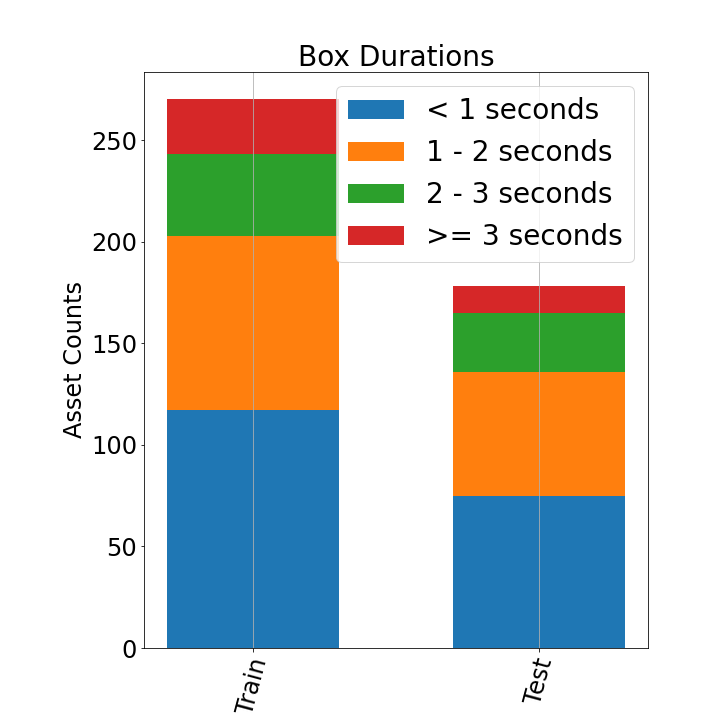 Box Durations
< 1 seconds
1 - 2 seconds
2 - 3 seconds
>= 3 seconds
Asset Counts
250
200
150
100
50
0
Train
Test